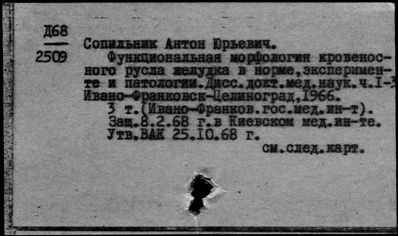 Д68
2509
Сопильник Антон Юрьевич.
Функциональная морфология кровенос-
ного русла желудка в норме,эксперимен-
те и патологии.Дисс.докт.мед.наук.ч.I-3
Ивано-Франковск-Целиноград,1966.
3 т.(Ивано-Франков.гос.мед.ин-т).
Защ.8.2.68 г.в Киевском мед.ин-те.
Утв.ВАК 25.IO.68 г.
см.след.карт.